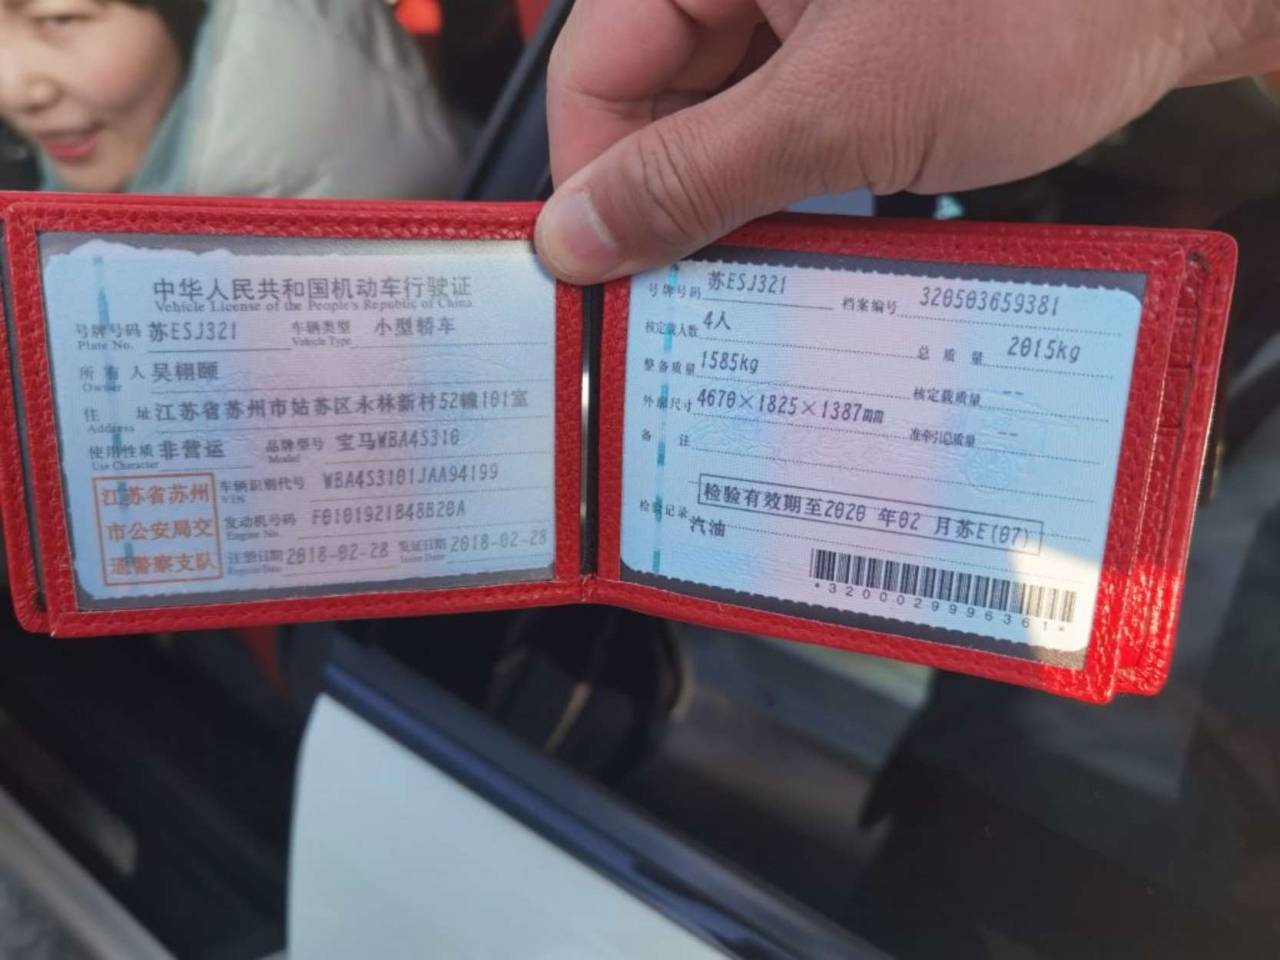 中华人民共和国机动车行驶证
Vehicle License of the People's Republic of China
号牌号码 苏ESJ321 车辆类型 小型轿车
Plate No. Vehicle Type
所有人 吴栩颐
Owner
住址 江苏省苏州市姑苏区永林新村52幢101室
Address
使用性质 非营运 品牌型号 宝马WBA4S310
Use Character Model
江苏省苏州
市公安局交
通警察支队
车辆识别代号 WBA4S3101JAA94199
VIN
发动机号码 F0101921B48B20A
Engine No.
注册日期 2018-02-28 发证日期 2018-02-28
Register Date Issue Date
号牌号码 苏ESJ321 档案编号 320503659381
核定载人数 4人 总质量 2015kg
整备质量 1585kg 核定载质量 --
外廓尺寸 4670×1825×1387mm 准牵引总质量 --
备注
检验有效期至2020 年02 月苏E(07)
检验记录
汽油
*3200029996361*